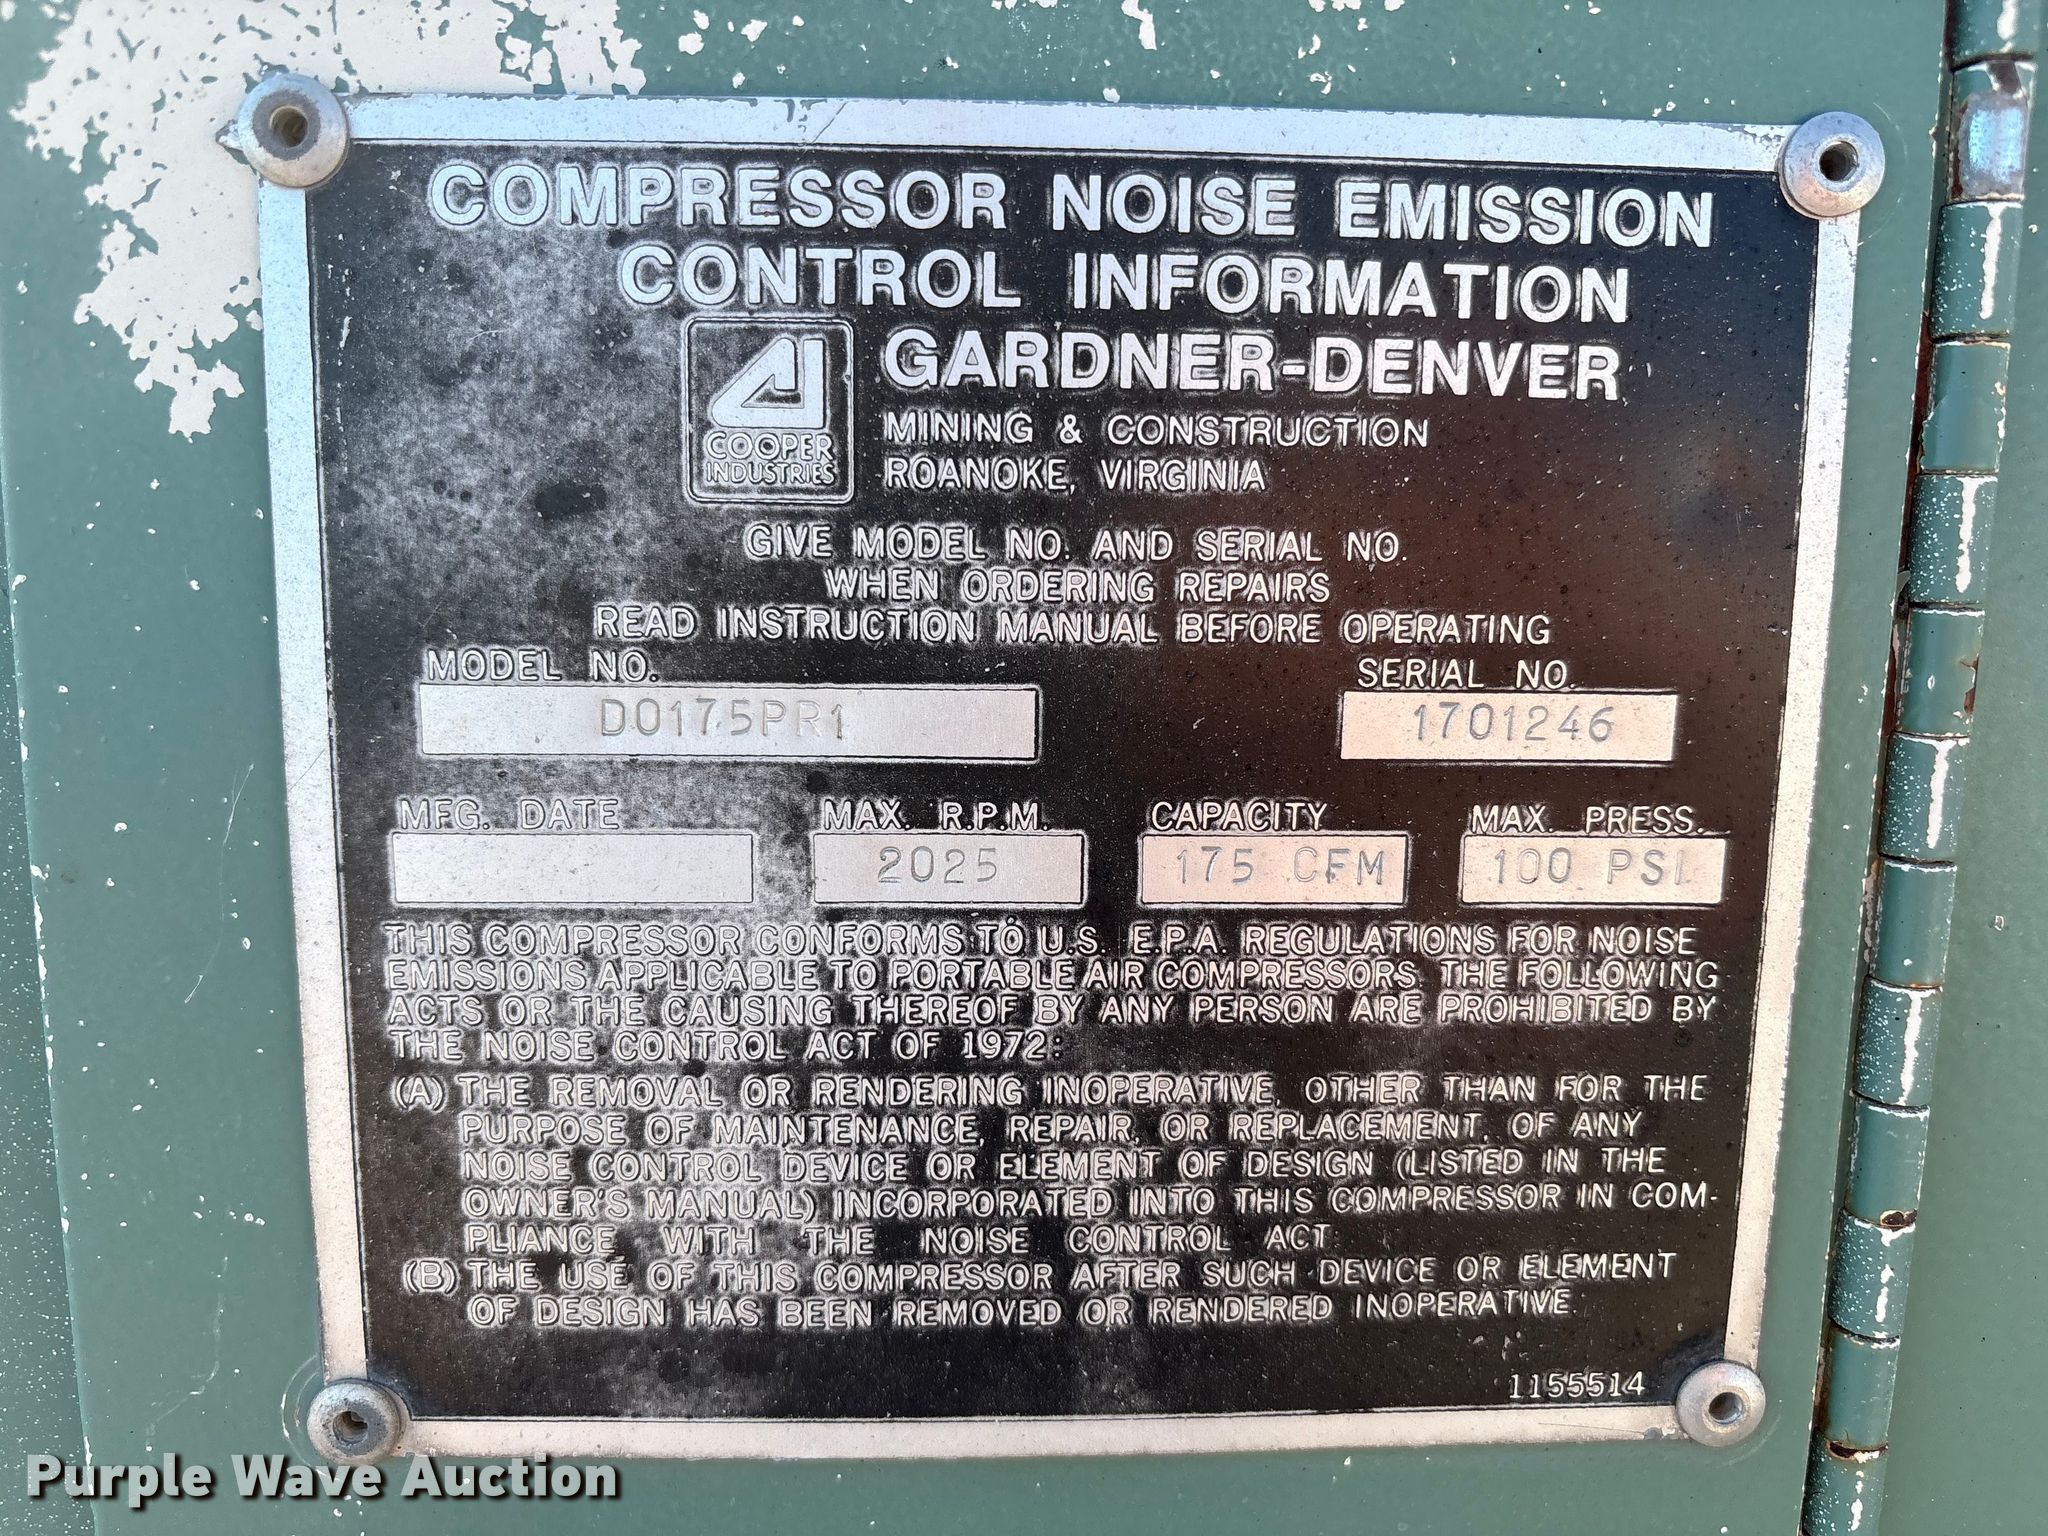 COMPRESSOR NOISE EMISSION
CONTROL INFORMATION
GARDNER-DENVER
COOPER
INDUSTRIES
MINING & CONSTRUCTION
ROANOKE, VIRGINIA
GIVE MODEL NO. AND SERIAL NO.
WHEN ORDERING REPAIRS
READ INSTRUCTION MANUAL BEFORE OPERATING
MODEL NO. SERIAL NO.
DO175PR1 1701246
MFG. DATE MAX. R.P.M. CAPACITY MAX. PRESS.
2025 175 CFM 100 PSI
THIS COMPRESSOR CONFORMS TO U.S. E.P.A. REGULATIONS FOR NOISE
EMISSIONS APPLICABLE TO PORTABLE AIR COMPRESSORS. THE FOLLOWING
ACTS OR THE CAUSING THEREOF BY ANY PERSON ARE PROHIBITED BY
THE NOISE CONTROL ACT OF 1972:
(A) THE REMOVAL OR RENDERING INOPERATIVE, OTHER THAN FOR THE
PURPOSE OF MAINTENANCE, REPAIR, OR REPLACEMENT, OF ANY
NOISE CONTROL DEVICE OR ELEMENT OF DESIGN (LISTED IN THE
OWNER'S MANUAL) INCORPORATED INTO THIS COMPRESSOR IN COM-
PLIANCE WITH THE NOISE CONTROL ACT:
(B) THE USE OF THIS COMPRESSOR AFTER SUCH DEVICE OR ELEMENT
OF DESIGN HAS BEEN REMOVED OR RENDERED INOPERATIVE.
1155514
Purple Wave Auction